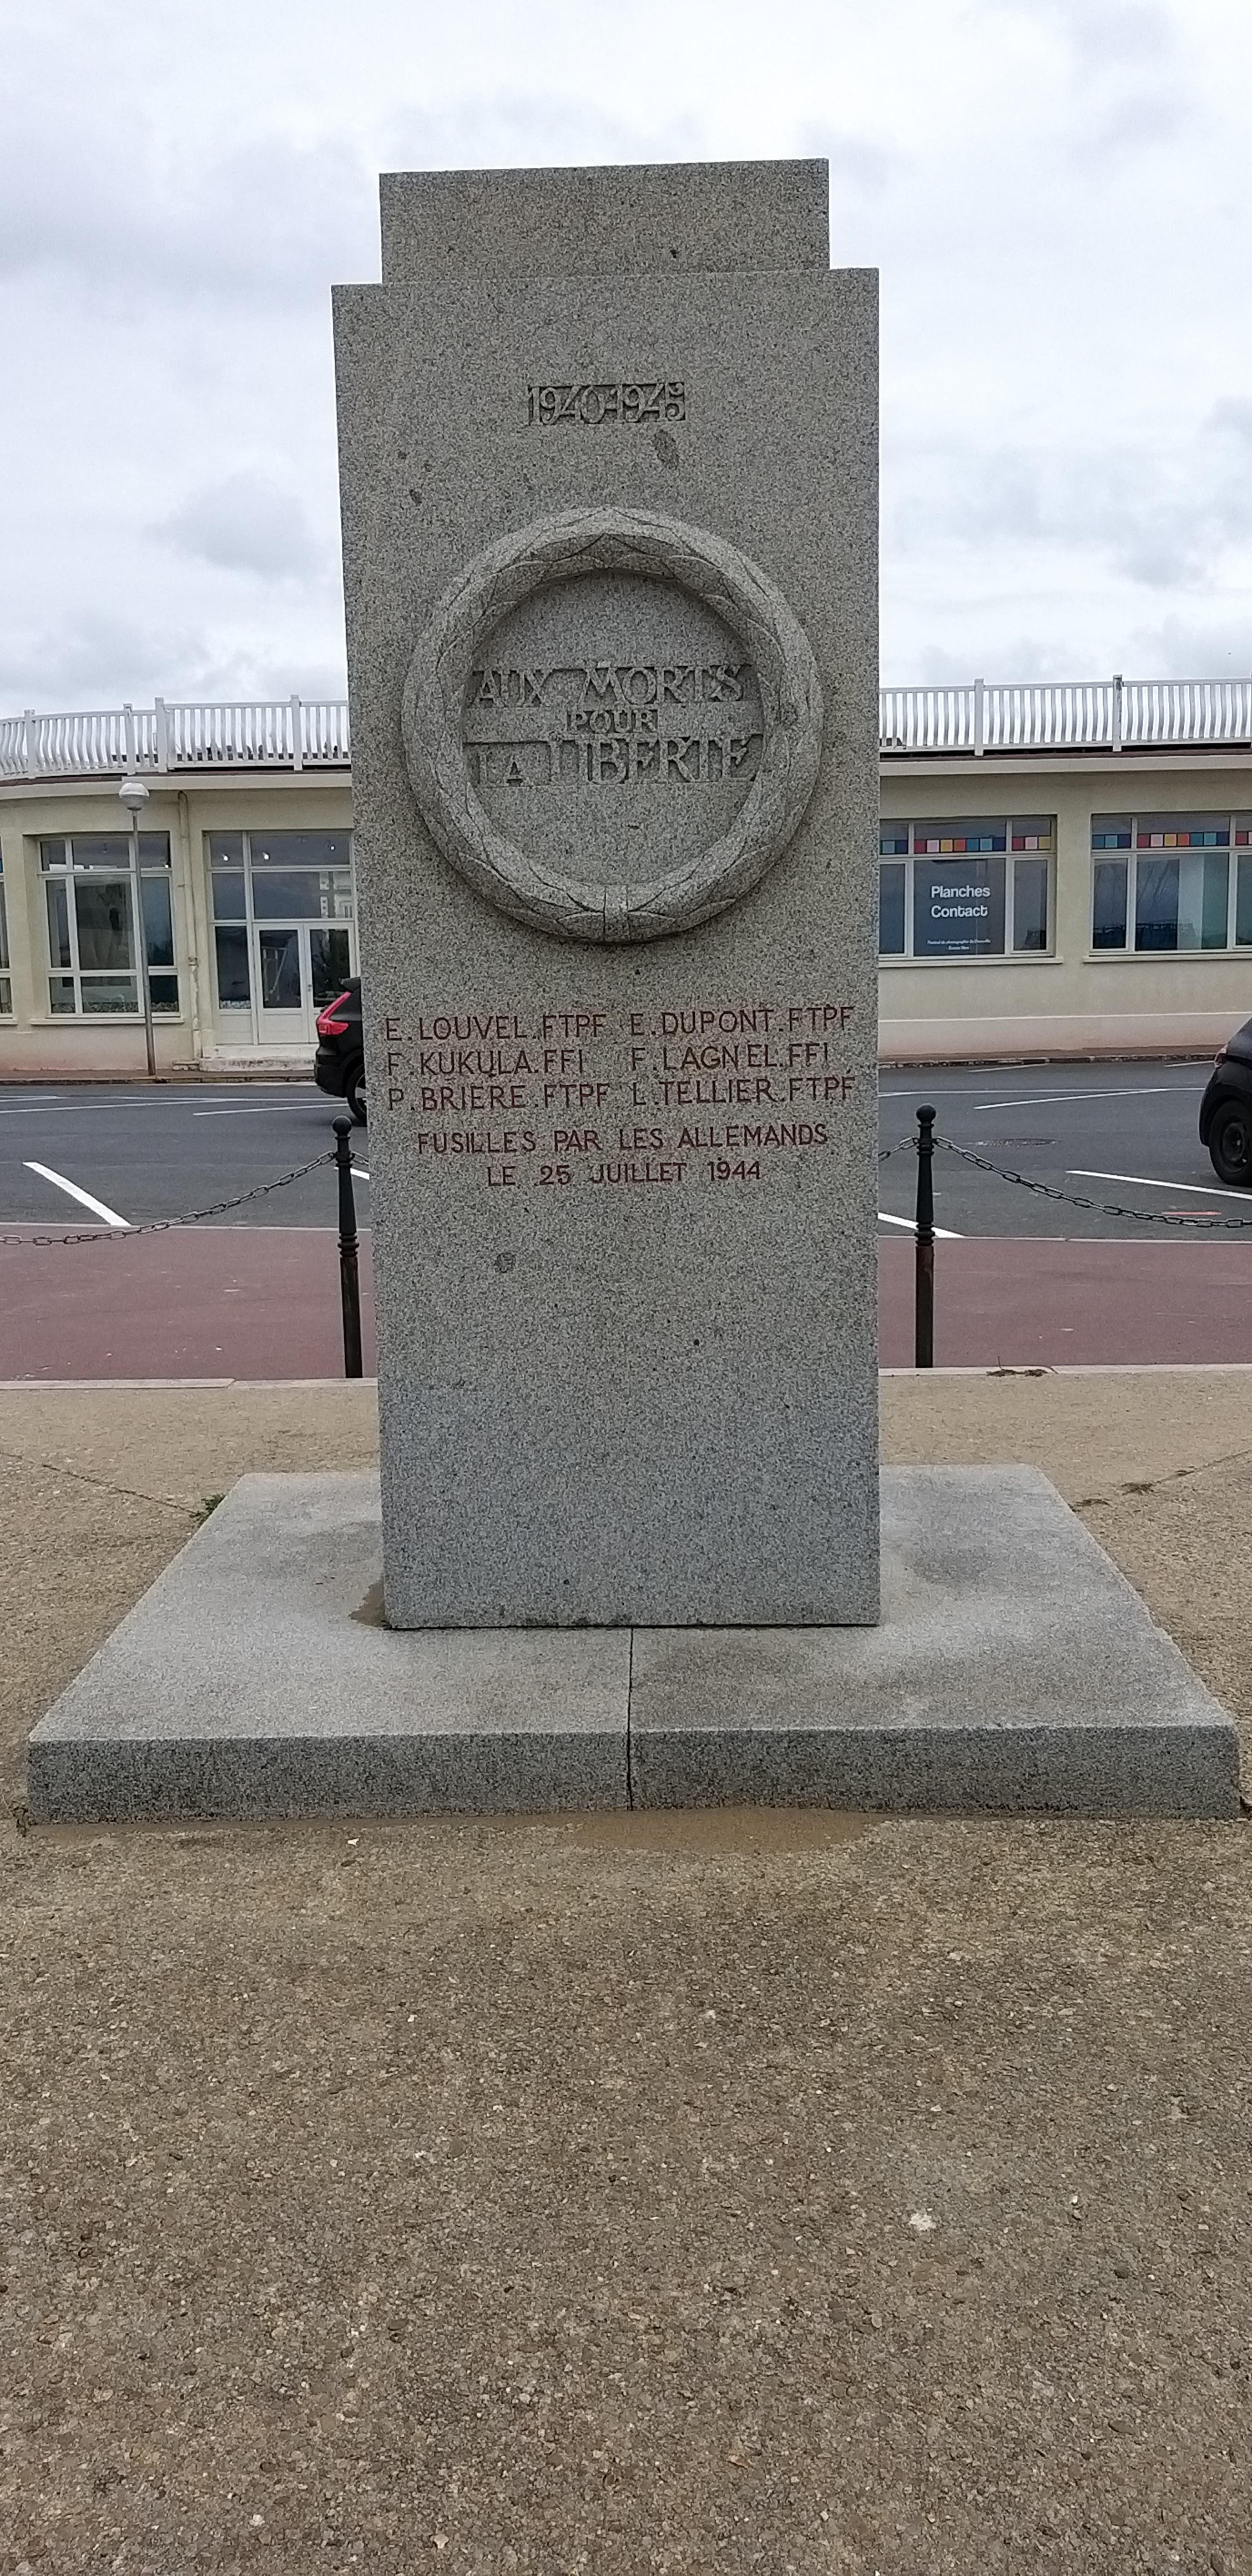 1940-1945
AUX MORTS
POUR
LA LIBERTE
E. LOUVEL. FTPF E. DUPONT. FTPF
F. KUKULA. FFI F. LAGNEL. FFI
P. BRIERE. FTPF L. TELLIER. FTPF
FUSILLES PAR LES ALLEMANDS
LE 25 JUILLET 1944
Planches
Contact